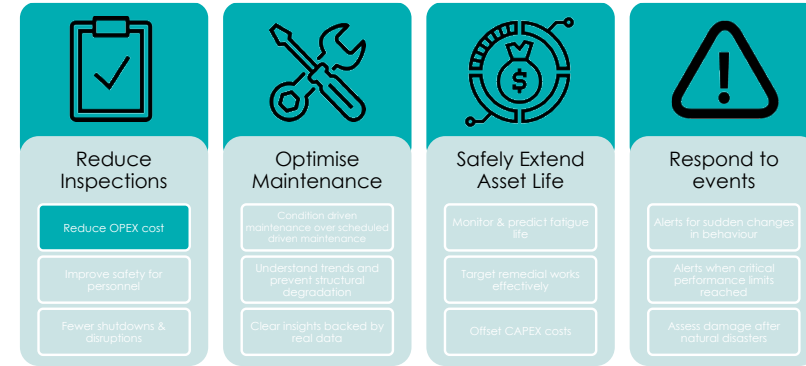 Reduce
Inspections
Reduce OPEX cost
Improve safety for
personnel
Fewer shutdowns &
disruptions
Optimise
Maintenance
Condition driven
maintenance over scheduled
driven maintenance
Understand trends and
prevent structural
degradation
Clear insights backed by
real data
$
Safely Extend
Asset Life
Monitor & predict fatigue
life
Target remedial works
effectively
Offset CAPEX costs
Respond to
events
Alerts for sudden changes
in behaviour
Alerts when critical
performance limits
reached
Assess damage after
natural disasters